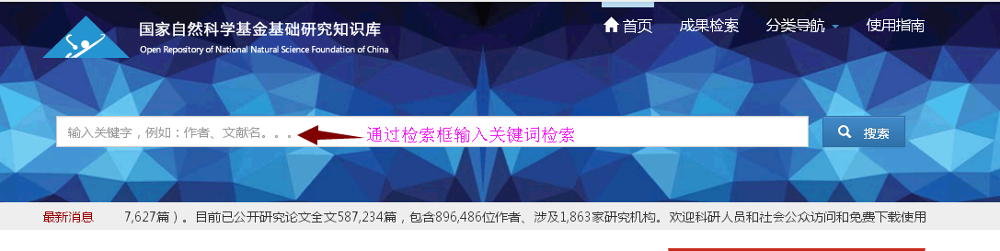 国家自然科学基金基础研究知识库
Open Repository of National Natural Science Foundation of China
首页 成果检索 分类导航 使用指南
输入关键字，例如：作者、文献名。。。
通过检索框输入关键词检索
搜索
最新消息 7,627篇）。目前已公开研究论文全文587,234篇，包含896,486位作者、涉及1,863家研究机构。欢迎科研人员和社会公众访问和免费下载使用